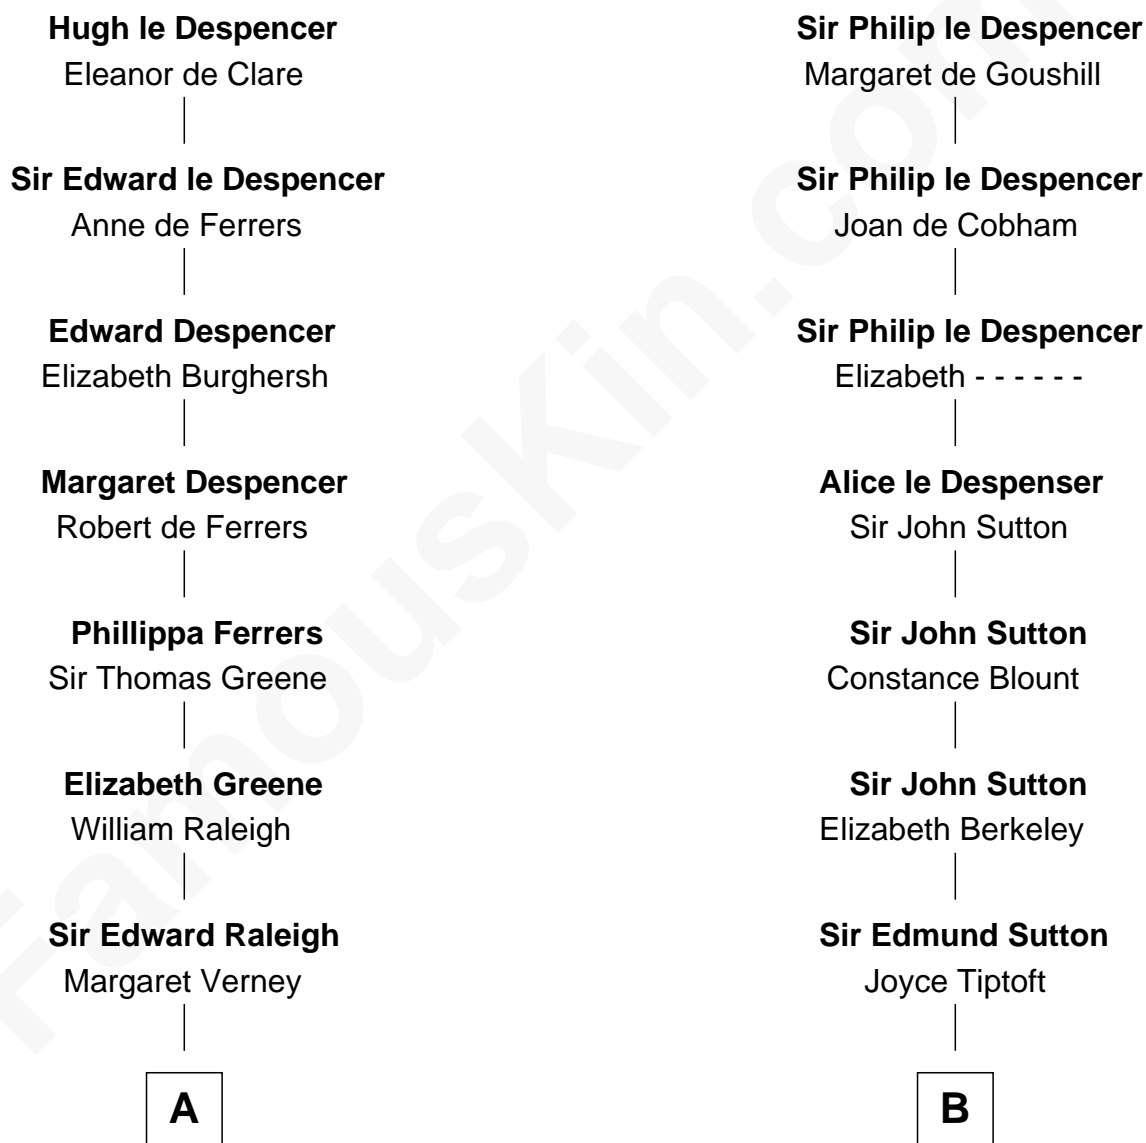 Hugh le Despencer
Eleanor de Clare
Sir Edward le Despencer
Anne de Ferrers
Edward Despencer
Elizabeth Burghersh
Margaret Despencer
Robert de Ferrers
Phillippa Ferrers
Sir Thomas Greene
Elizabeth Greene
William Raleigh
Sir Edward Raleigh
Margaret Verney
A
Sir Philip le Despencer
Margaret de Goushill
Sir Philip le Despencer
Joan de Cobham
Sir Philip le Despencer
Elizabeth - - - - - -
Alice le Despenser
Sir John Sutton
Sir John Sutton
Constance Blount
Sir John Sutton
Elizabeth Berkeley
Sir Edmund Sutton
Joyce Tiptoft
B
FamousKin.com